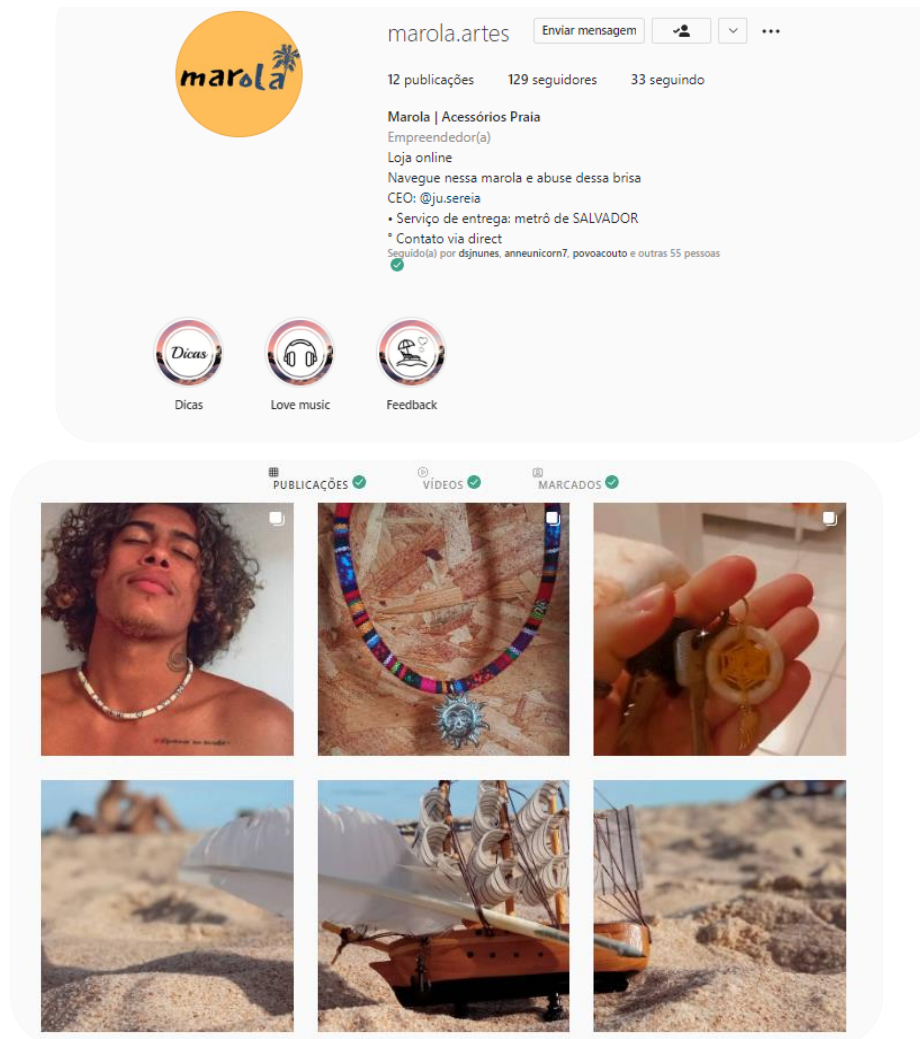 marola
marola.artes
Enviar mensagem
12 publicações 129 seguidores 33 seguindo
Marola | Acessórios Praia
Empreendedor(a)
Loja online
Navegue nessa marola e abuse dessa brisa
CEO: @ju.sereia
• Serviço de entrega: metrô de SALVADOR
° Contato via direct
Seguido(a) por dsjnunes, anneunicorn7, povoacouto e outras 55 pessoas
Dicas
Dicas Love music Feedback
PUBLICAÇÕES VÍDEOS MARCADOS